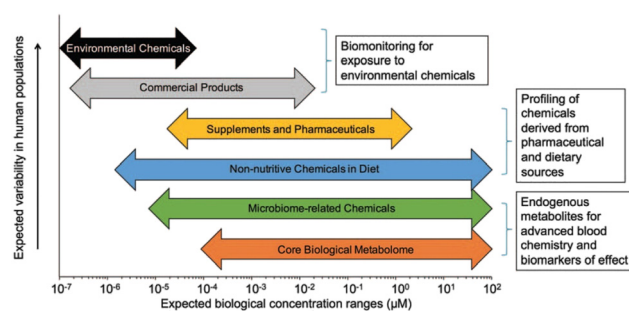 Expected variability in human populations
Environmental Chemicals
Commercial Products
Supplements and Pharmaceuticals
Non-nutritive Chemicals in Diet
Microbiome-related Chemicals
Core Biological Metabolome
Biomonitoring for
exposure to
environmental chemicals
Profiling of
chemicals
derived from
pharmaceutical
and dietary
sources
Endogenous
metabolites for
advanced blood
chemistry and
biomarkers of effect
10⁻⁷ 10⁻⁶ 10⁻⁵ 10⁻⁴ 10⁻³ 10⁻² 10⁻¹ 10⁰ 10¹ 10²
Expected biological concentration ranges (µM)